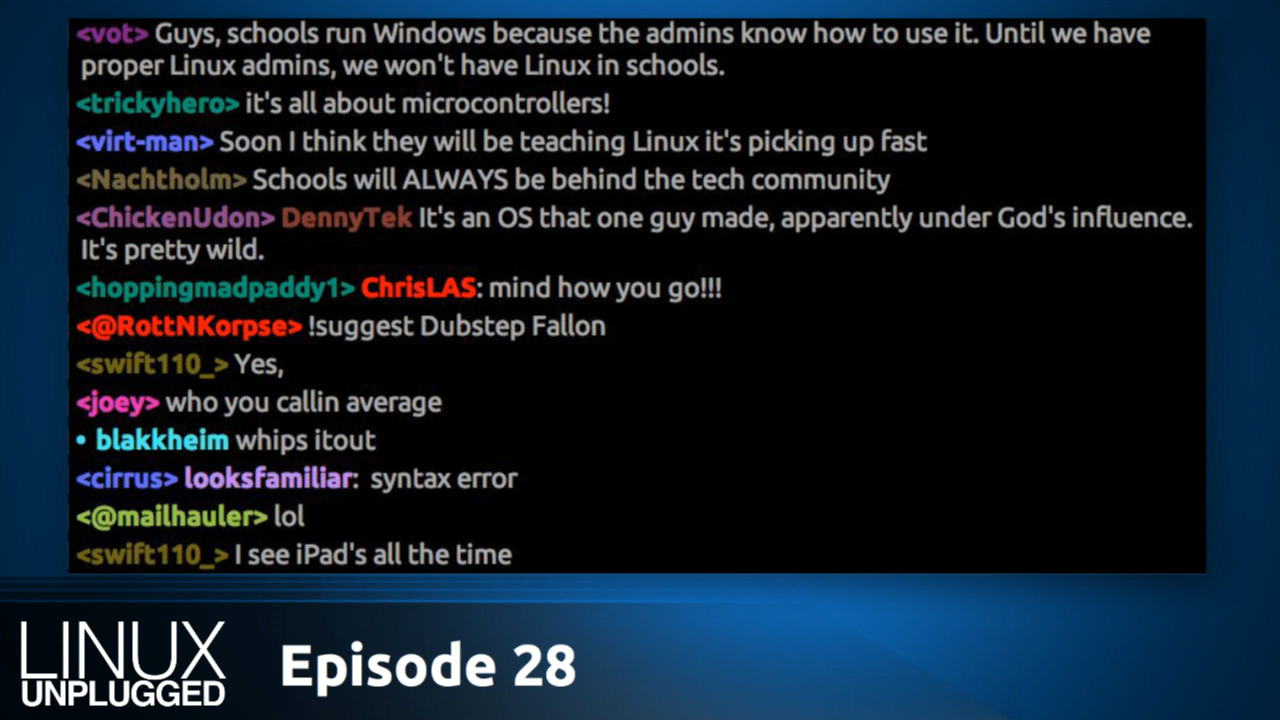 <vot> Guys, schools run Windows because the admins know how to use it. Until we have
proper Linux admins, we won't have Linux in schools.
<trickyhero> it's all about microcontrollers!
<virt-man> Soon I think they will be teaching Linux it's picking up fast
<Nachtholm> Schools will ALWAYS be behind the tech community
<ChickenUdon> DennyTek It's an OS that one guy made, apparently under God's influence.
It's pretty wild.
<hoppingmadpaddy1> ChrisLAS: mind how you go!!!
<@RottNKorpse> !suggest Dubstep Fallon
<swift110_> Yes,
<joey> who you callin average
• blakkheim whips itout
<cirrus> looksfamiliar: syntax error
<@mailhauler> lol
<swift110_> I see iPad's all the time
LINUX
UNPLUGGED
Episode 28